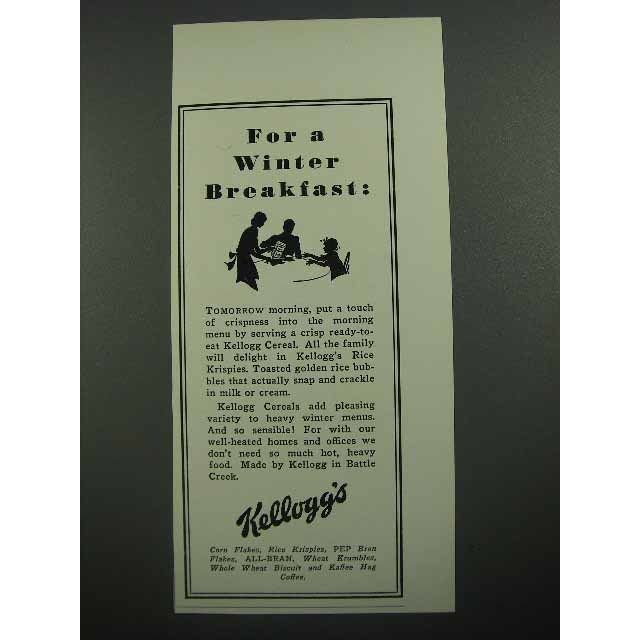 For a
Winter
Breakfast:
TOMORROW morning, put a touch
of crispness into the morning
menu by serving a crisp ready-to-
eat Kellogg Cereal. All the family
will delight in Kellogg's Rice
Krispies. Toasted golden rice bub-
bles that actually snap and crackle
in milk or cream.
Kellogg Cereals add pleasing
variety to heavy winter menus.
And so sensible! For with our
well-heated homes and offices we
don't need so much hot, heavy
food. Made by Kellogg in Battle
Creek.
Kellogg's
Corn Flakes, Rice Krispies, PEP Bran
Flakes, ALL-BRAN, Wheat Krumbles,
Whole Wheat Biscuit and Kaffee Hag
Coffee.